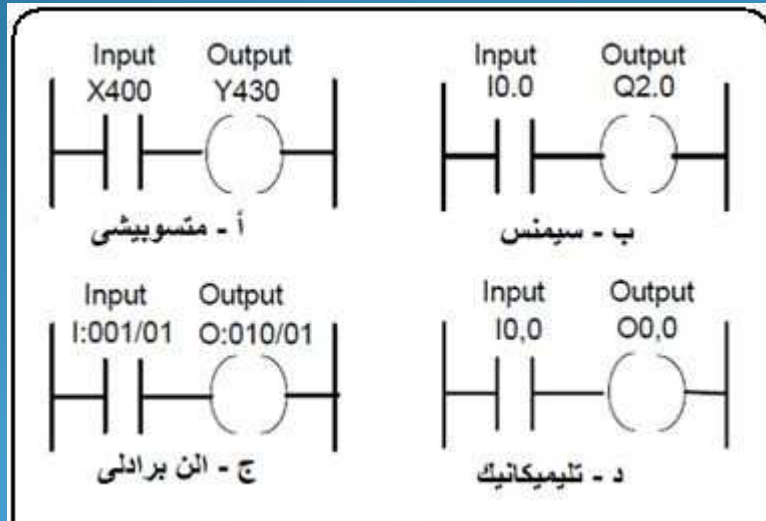 Input Output
X400 Y430
أ - متسوبيشى
Input Output
I0.0 Q2.0
ب - سيمنس
Input Output
I:001/01 O:010/01
ج - الن برادلى
Input Output
I0,0 O0,0
د - تليميكانيك